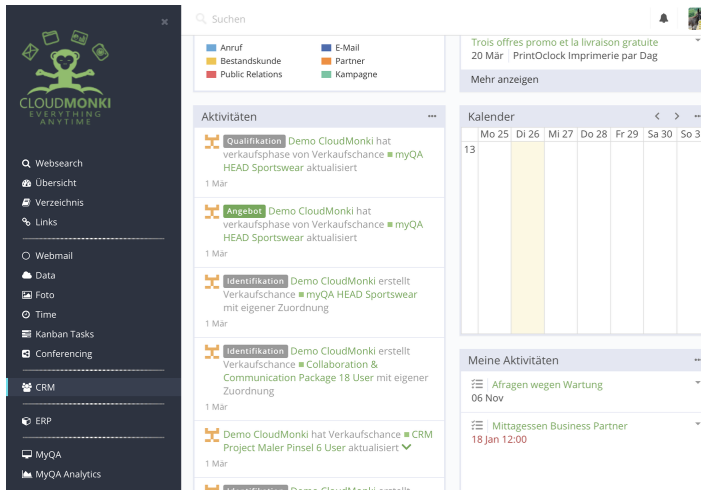 CLOUDMONKI
EVERYTHING
ANYTIME
Websearch
Übersicht
Verzeichnis
Links
Webmail
Data
Foto
Time
Kanban Tasks
Conferencing
CRM
ERP
MyQA
MyQA Analytics
Suchen
Anruf
E-Mail
Bestandskunde
Partner
Public Relations
Kampagne
Aktivitäten
Qualifikation Demo CloudMonki hat
verkaufsphase von Verkaufschance myQA
HEAD Sportswear aktualisiert
1 Mär
Angebot Demo CloudMonki hat
verkaufsphase von Verkaufschance myQA
HEAD Sportswear aktualisiert
1 Mär
Identifikation Demo CloudMonki erstellt
Verkaufschance myQA HEAD Sportswear
mit eigener Zuordnung
1 Mär
Identifikation Demo CloudMonki erstellt
Verkaufschance Collaboration &
Communication Package 18 User mit eigener
Zuordnung
1 Mär
Demo CloudMonki hat Verkaufschance CRM
Project Maler Pinsel 6 User aktualisiert
1 Mär
Identifikation Demo CloudMonki erstellt
Trois offres promo et la livraison gratuite
20 Mär PrintOclock Imprimerie par Dag
Mehr anzeigen
Kalender
Mo 25 Di 26 Mi 27 Do 28 Fr 29 Sa 30 So 3
13
Meine Aktivitäten
Afragen wegen Wartung
06 Nov
Mittagessen Business Partner
18 Jan 12:00